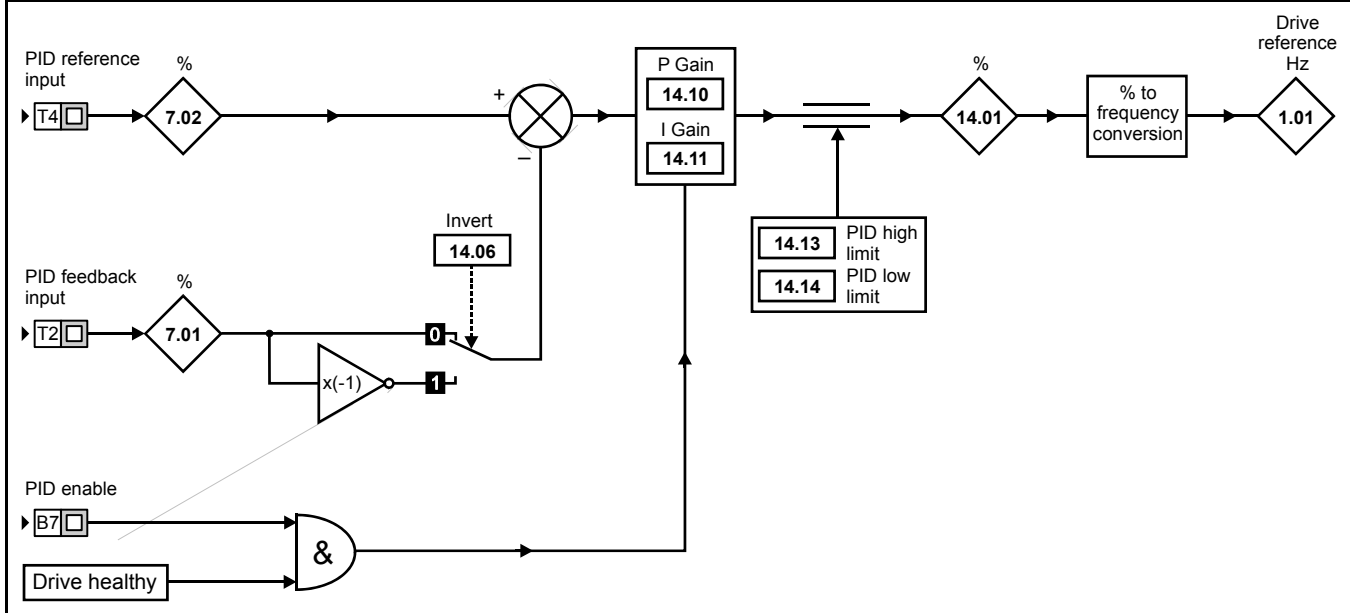 PID reference
input
T4
%
7.02
+
–
P Gain
14.10
I Gain
14.11
%
14.01
% to
frequency
conversion
Drive
reference
Hz
1.01
Invert
14.06
14.13
PID high
limit
14.14
PID low
limit
PID feedback
input
T2
%
7.01
0
x(-1)
1
PID enable
B7
&
Drive healthy